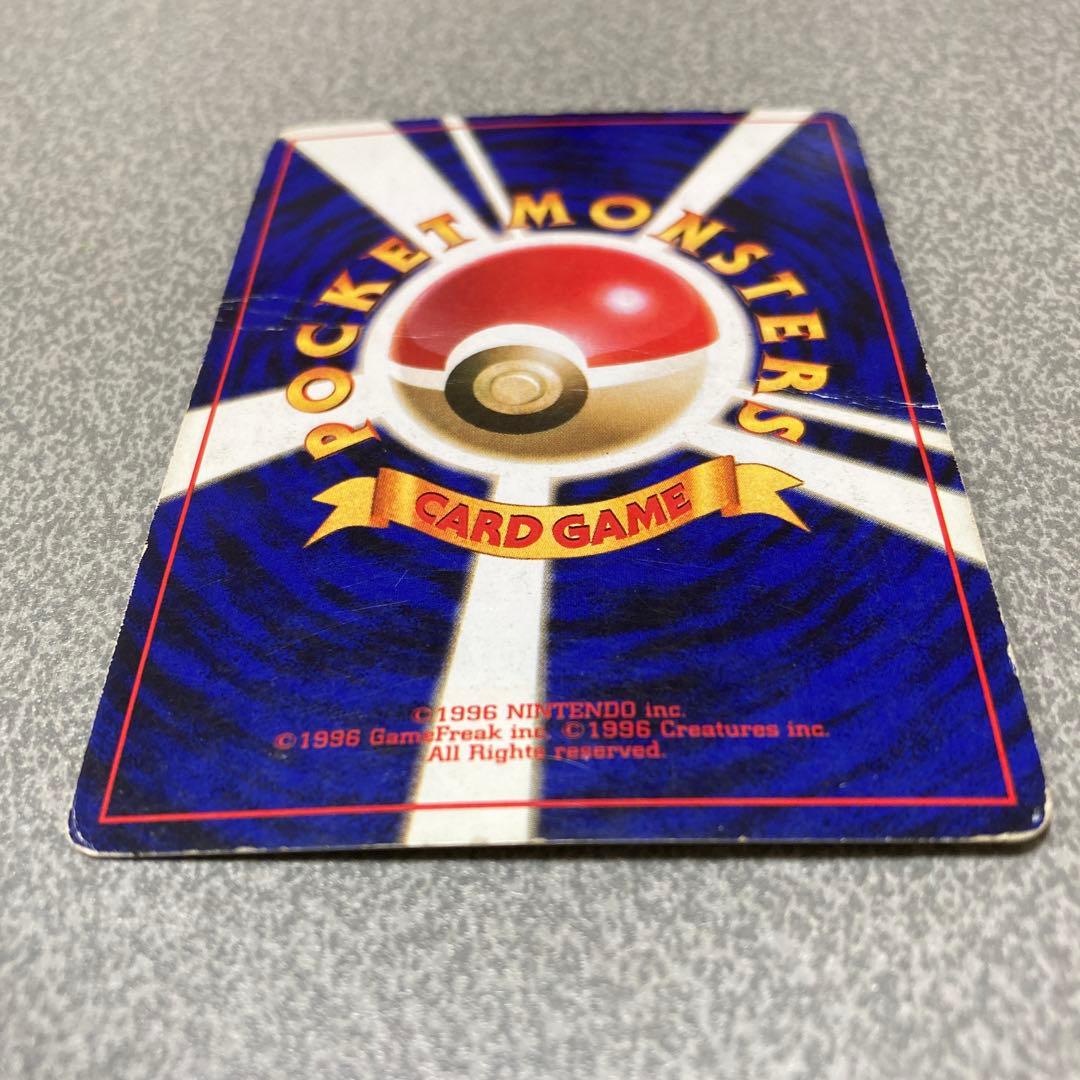 POCKET MONSTERS
CARD GAME
©1996 NINTENDO inc.
©1996 GameFreak inc. ©1996 Creatures inc.
All Rights reserved.